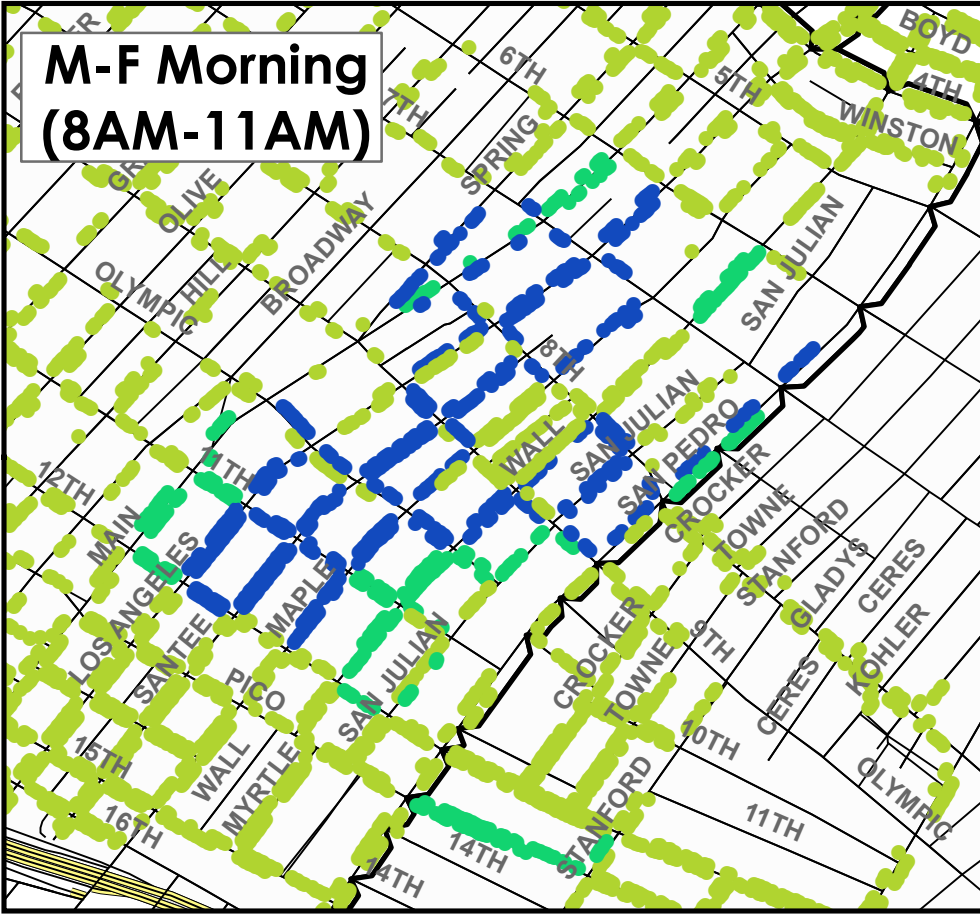 M-F Morning
(8AM-11AM)
BOYD
6TH
5TH
4TH
7TH
WINSTON
SPRING
OLIVE
BROADWAY
SAN JULIAN
HILL
OLYMPIC
8TH
SAN JULIAN
WALL
SAN PEDRO
11TH
12TH
CROCKER
MAIN
TOWNE
STANFORD
GLADYS
CERES
LOS ANGELES
MAPLE
SANTEE
KOHLER
9TH
CROCKER
TOWNE
SAN JULIAN
PICO
CERES
10TH
15TH
WALL
MYRTLE
OLYMPIC
STANFORD
11TH
16TH
14TH
14TH